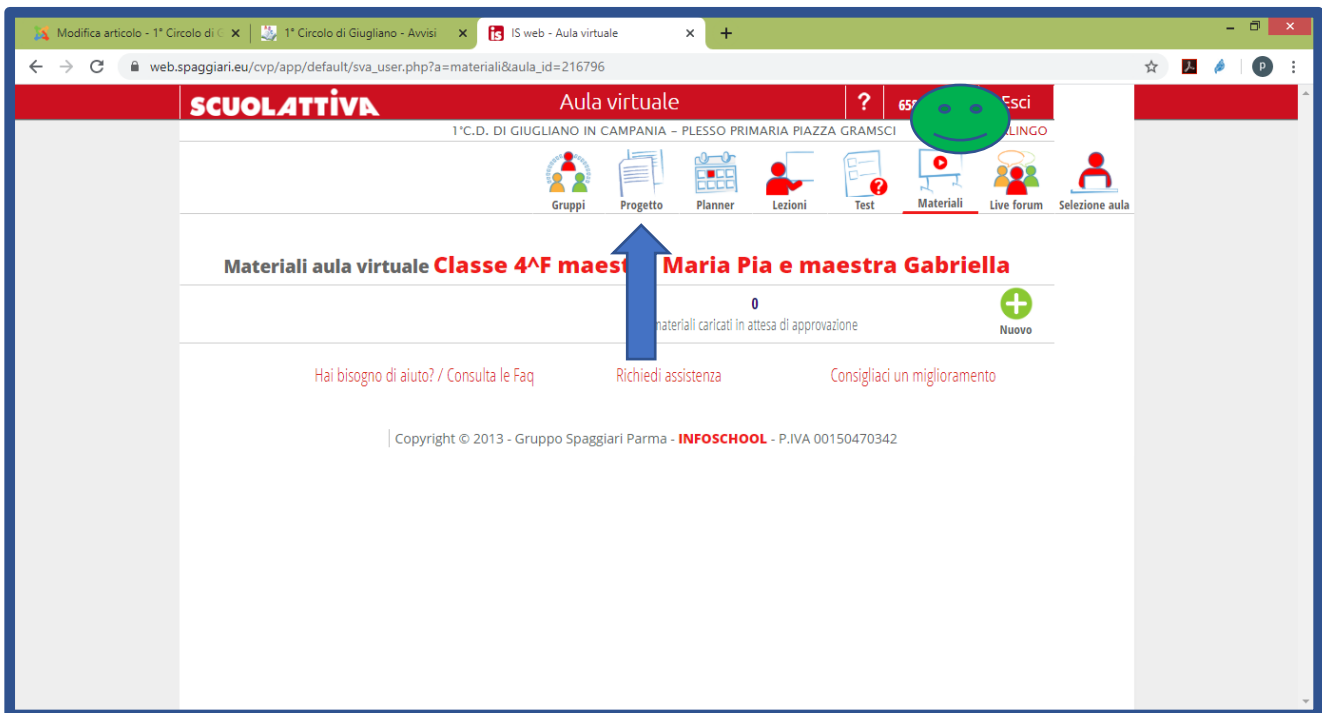 Modifica articolo - 1° Circolo di G
1° Circolo di Giugliano - Avvisi
IS web - Aula virtuale
web.spaggiari.eu/cvp/app/default/sva_user.php?a=materiali&aula_id=216796
P
SCUOLATTIVA
Aula virtuale
?
Esci
1°C.D. DI GIUGLIANO IN CAMPANIA – PLESSO PRIMARIA PIAZZA GRAMSCI
Gruppi
Progetto
Planner
Lezioni
Test
Materiali
Live forum
Selezione aula
Materiali aula virtuale Classe 4^F Maria Pia e maestra Gabriella
0
materiali caricati in attesa di approvazione
Nuovo
Hai bisogno di aiuto? / Consulta le Faq
Richiedi assistenza
Consigliaci un miglioramento
Copyright © 2013 - Gruppo Spaggiari Parma - INFOSCHOOL - P.IVA 00150470342